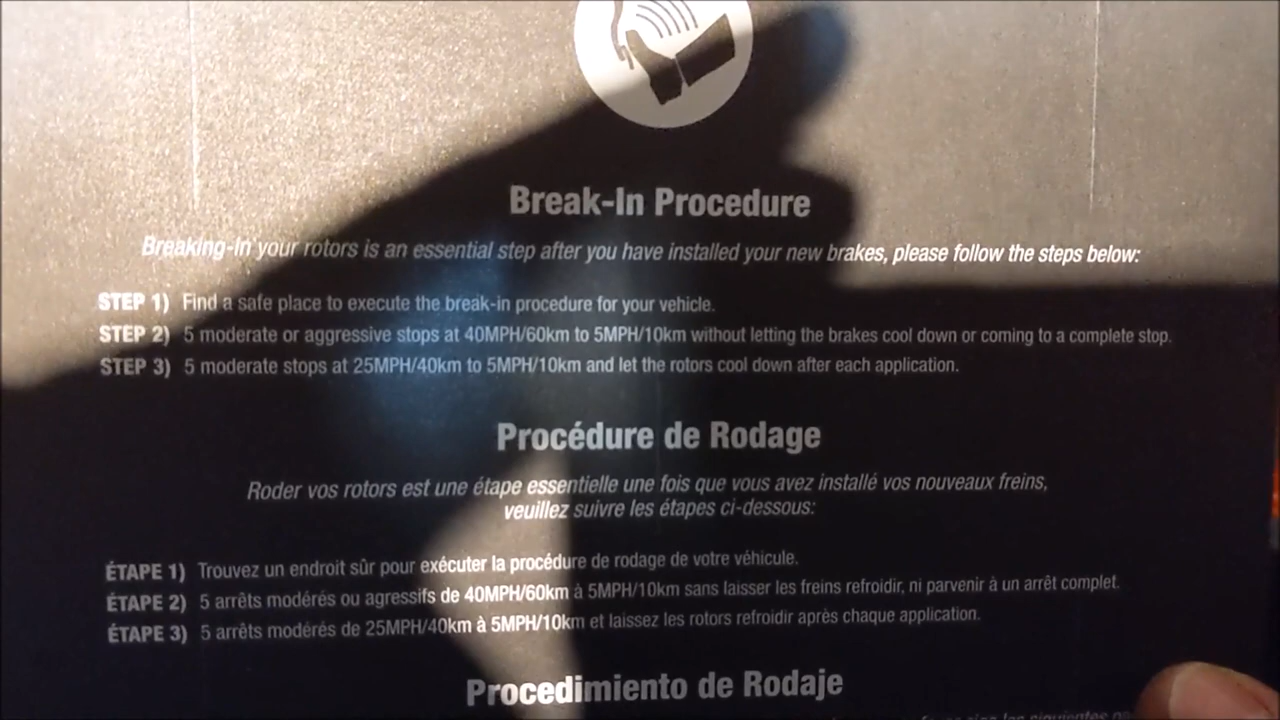 Break-In Procedure
Breaking-in your rotors is an essential step after you have installed your new brakes, please follow the steps below:
STEP 1) Find a safe place to execute the break-in procedure for your vehicle.
STEP 2) 5 moderate or aggressive stops at 40MPH/60km to 5MPH/10km without letting the brakes cool down or coming to a complete stop.
STEP 3) 5 moderate stops at 25MPH/40km to 5MPH/10km and let the rotors cool down after each application.
Procédure de Rodage
Roder vos rotors est une étape essentielle une fois que vous avez installé vos nouveaux freins,
veuillez suivre les étapes ci-dessous:
ÉTAPE 1) Trouvez un endroit sûr pour exécuter la procédure de rodage de votre véhicule.
ÉTAPE 2) 5 arrêts modérés ou agressifs de 40MPH/60km à 5MPH/10km sans laisser les freins refroidir, ni parvenir à un arrêt complet.
ÉTAPE 3) 5 arrêts modérés de 25MPH/40km à 5MPH/10km et laissez les rotors refroidir après chaque application.
Procedimiento de Rodaje